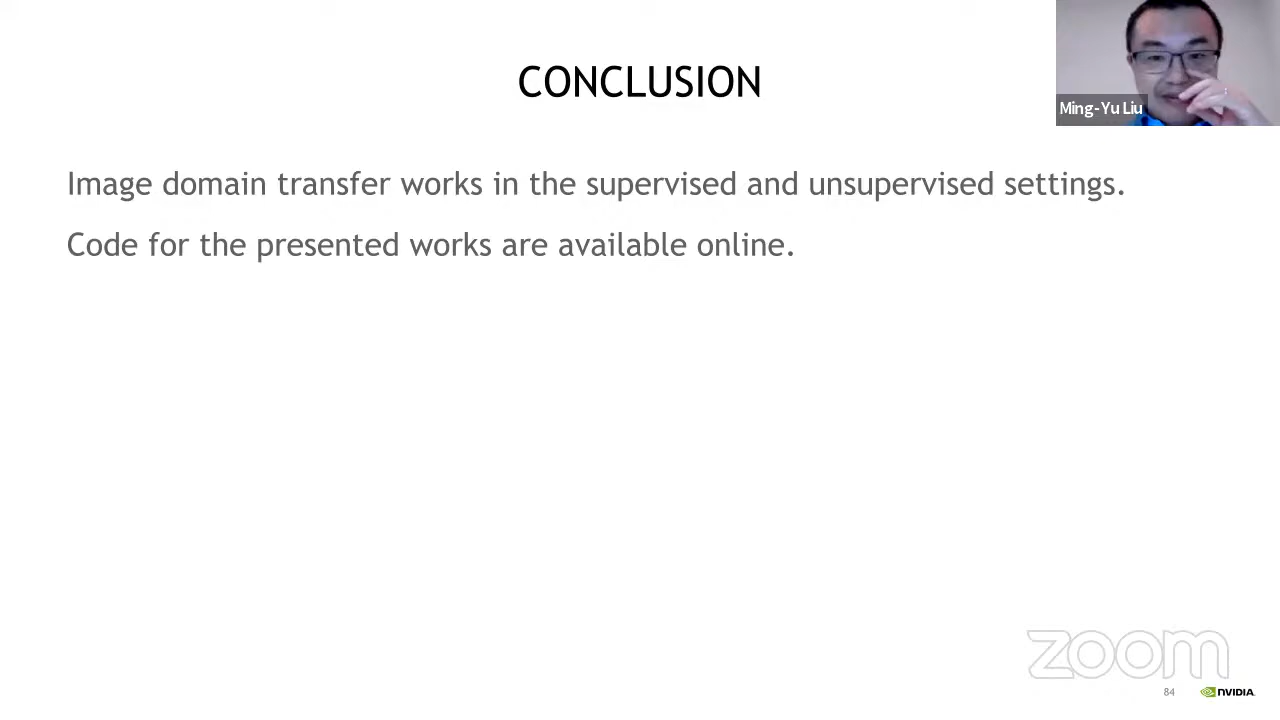 CONCLUSION
Ming-Yu Liu
Image domain transfer works in the supervised and unsupervised settings.
Code for the presented works are available online.
zoom
84 NVIDIA.